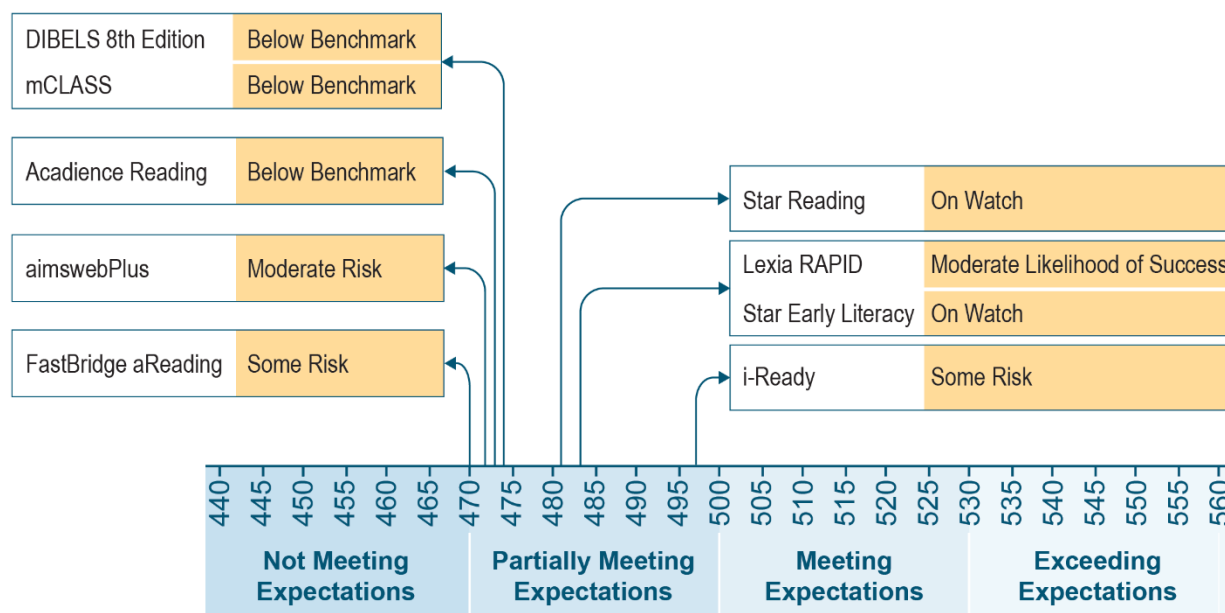 DIBELS 8th Edition Below Benchmark
mCLASS Below Benchmark
Acadience Reading Below Benchmark
aimswebPlus Moderate Risk
FastBridge aReading Some Risk
Star Reading On Watch
Lexia RAPID Moderate Likelihood of Success
Star Early Literacy On Watch
i-Ready Some Risk
440 445 450 455 460 465 470 475 480 485 490 495 500 505 510 515 520 525 530 535 540 545 550 555 560
Not Meeting Partially Meeting Meeting Exceeding
Expectations Expectations Expectations Expectations